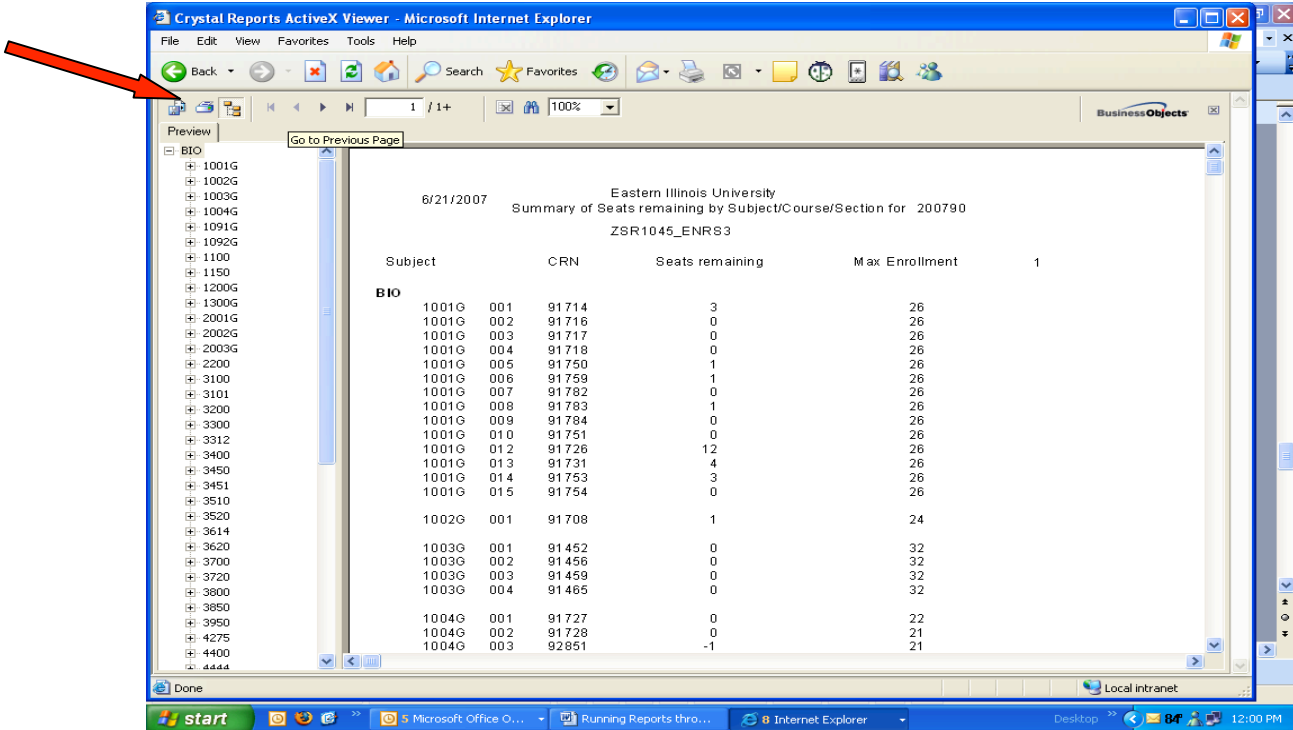 Crystal Reports ActiveX Viewer - Microsoft Internet Explorer
File Edit View Favorites Tools Help
Back Search Favorites
1 / 1+ 100% BusinessObjects
Preview
Go to Previous Page
BIO
1001G
1002G
1003G
1004G
1091G
1092G
1100
1150
1200G
1300G
2001G
2002G
2003G
2200
3100
3101
3200
3300
3312
3400
3450
3451
3510
3520
3614
3620
3700
3720
3800
3850
3950
4275
4400
4444
6/21/2007 Eastern Illinois University
Summary of Seats remaining by Subject/Course/Section for 200790
ZSR1045_ENRS3
Subject CRN Seats remaining Max Enrollment 1
BIO
1001G 001 91714 3 26
1001G 002 91716 0 26
1001G 003 91717 0 26
1001G 004 91718 0 26
1001G 005 91750 1 26
1001G 006 91759 1 26
1001G 007 91782 0 26
1001G 008 91783 1 26
1001G 009 91784 0 26
1001G 010 91751 0 26
1001G 012 91726 12 26
1001G 013 91731 4 26
1001G 014 91753 3 26
1001G 015 91754 0 26
1002G 001 91708 1 24
1003G 001 91452 0 32
1003G 002 91456 0 32
1003G 003 91459 0 32
1003G 004 91465 0 32
1004G 001 91727 0 22
1004G 002 91728 0 21
1004G 003 92851 -1 21
Done Local intranet
start 5 Microsoft Office O... Running Reports thro... 8 Internet Explorer Desktop 84° 12:00 PM